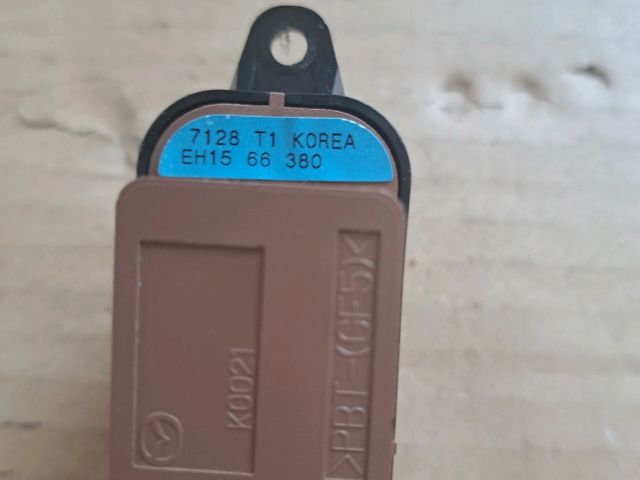 7128 T1 KOREA
EH15 66 380
K0021
>PBT-(GF5)<